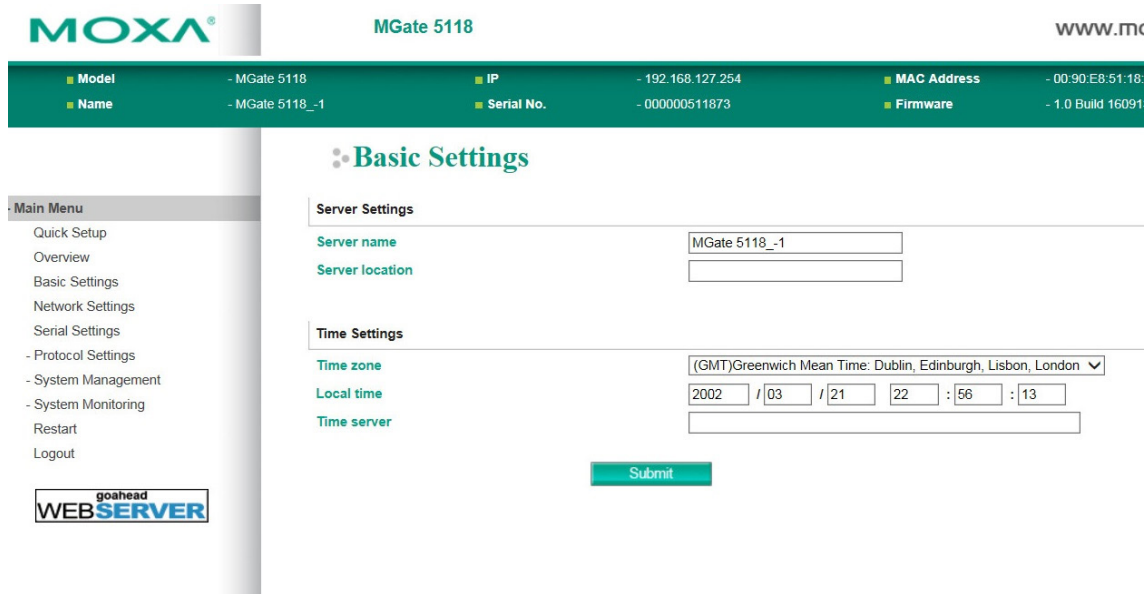 MOXA® MGate 5118 www.mo
Model - MGate 5118 IP - 192.168.127.254 MAC Address - 00:90:E8:51:18:
Name - MGate 5118_-1 Serial No. - 000000511873 Firmware - 1.0 Build 16091
Basic Settings
- Main Menu
Quick Setup
Overview
Basic Settings
Network Settings
Serial Settings
- Protocol Settings
- System Management
- System Monitoring
Restart
Logout
goahead
WEBSERVER
Server Settings
Server name MGate 5118_-1
Server location
Time Settings
Time zone (GMT)Greenwich Mean Time: Dublin, Edinburgh, Lisbon, London
Local time 2002 / 03 / 21 22 : 56 : 13
Time server
Submit